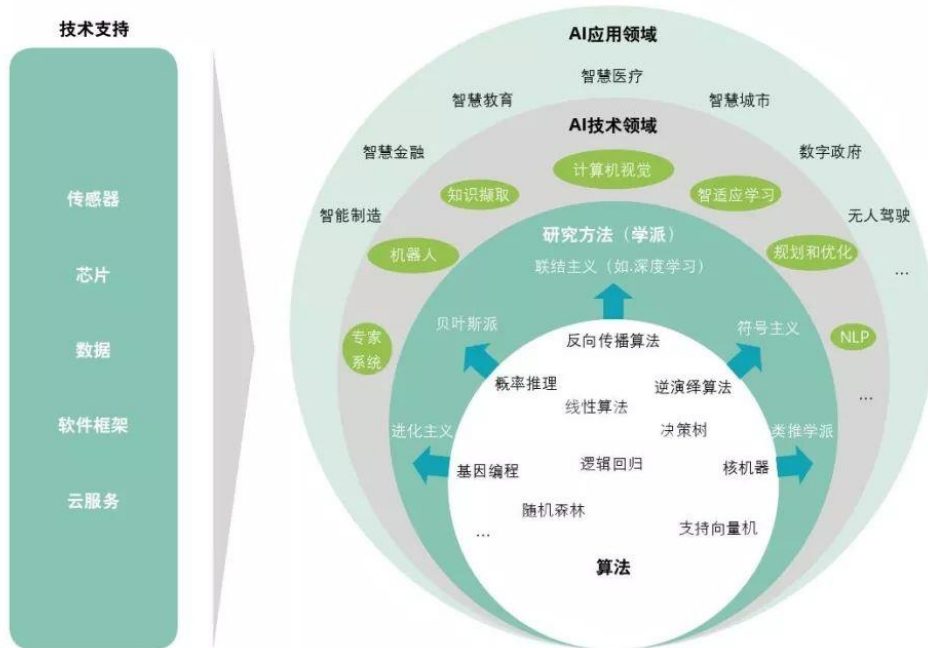 技术支持
传感器
芯片
数据
软件框架
云服务
AI应用领域
智慧医疗
智慧教育
智慧城市
智慧金融
数字政府
智能制造
无人驾驶
...
AI技术领域
计算机视觉
知识撷取
智适应学习
机器人
规划和优化
专家
系统
NLP
...
研究方法（学派）
联结主义（如.深度学习）
贝叶斯派
符号主义
进化主义
类推学派
反向传播算法
概率推理
逆演绎算法
线性算法
决策树
基因编程
逻辑回归
核机器
随机森林
支持向量机
...
算法